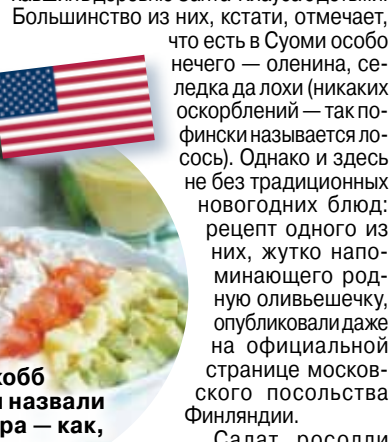 Большинство из них, кстати, отмечает,
что есть в Суоми особо
нечего — оленина, се-
ледка да лохи (никаких
оскорблений — так по-
фински называется ло-
сось). Однако и здесь
не без традиционных
новогодних блюд:
рецепт одного из
них, жутко напо-
минающего род-
ную оливьешечку,
опубликовали даже
на официальной
странице москов-
ского посольства
Финляндии.
Салат росолли
кобб
назвали
как,